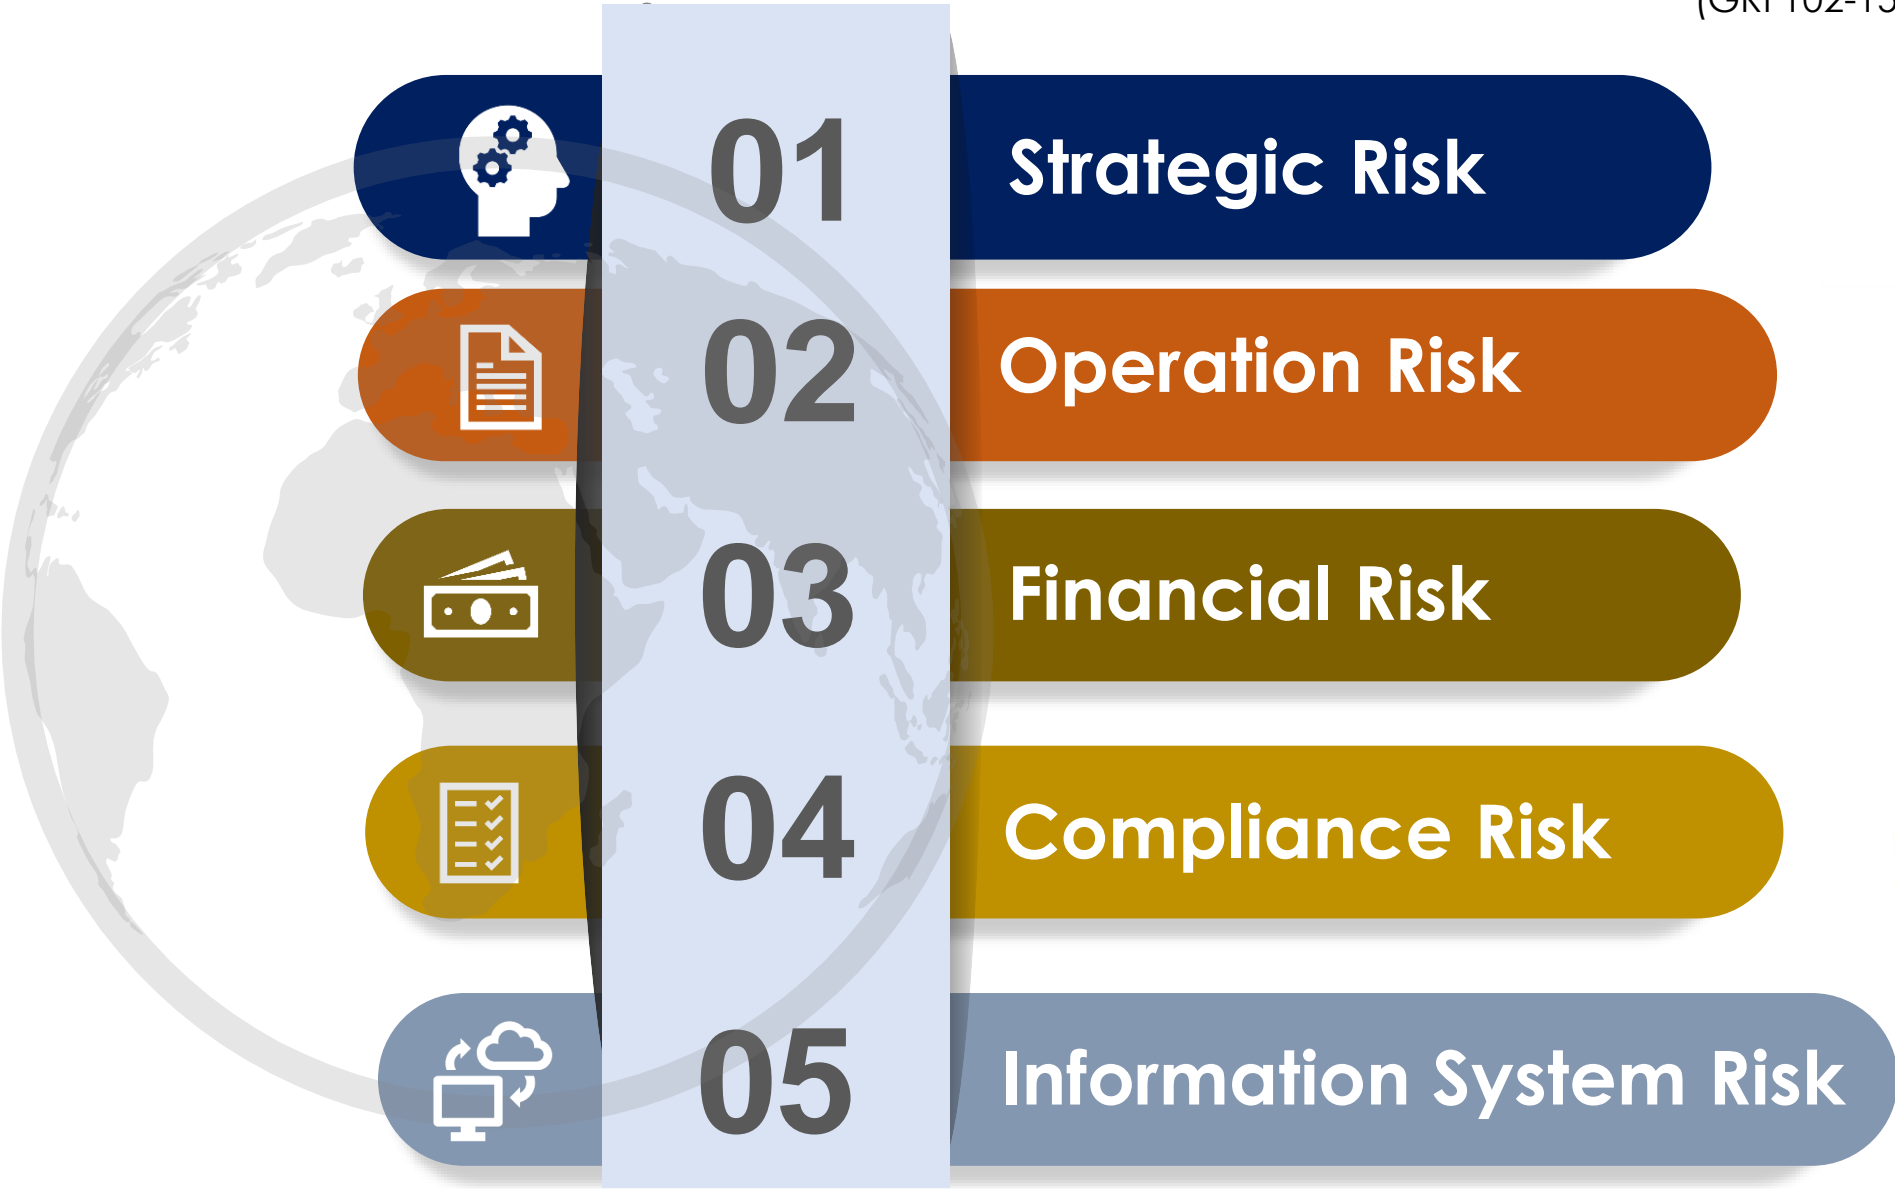 01 Strategic Risk
02 Operation Risk
03 Financial Risk
04 Compliance Risk
05 Information System Risk